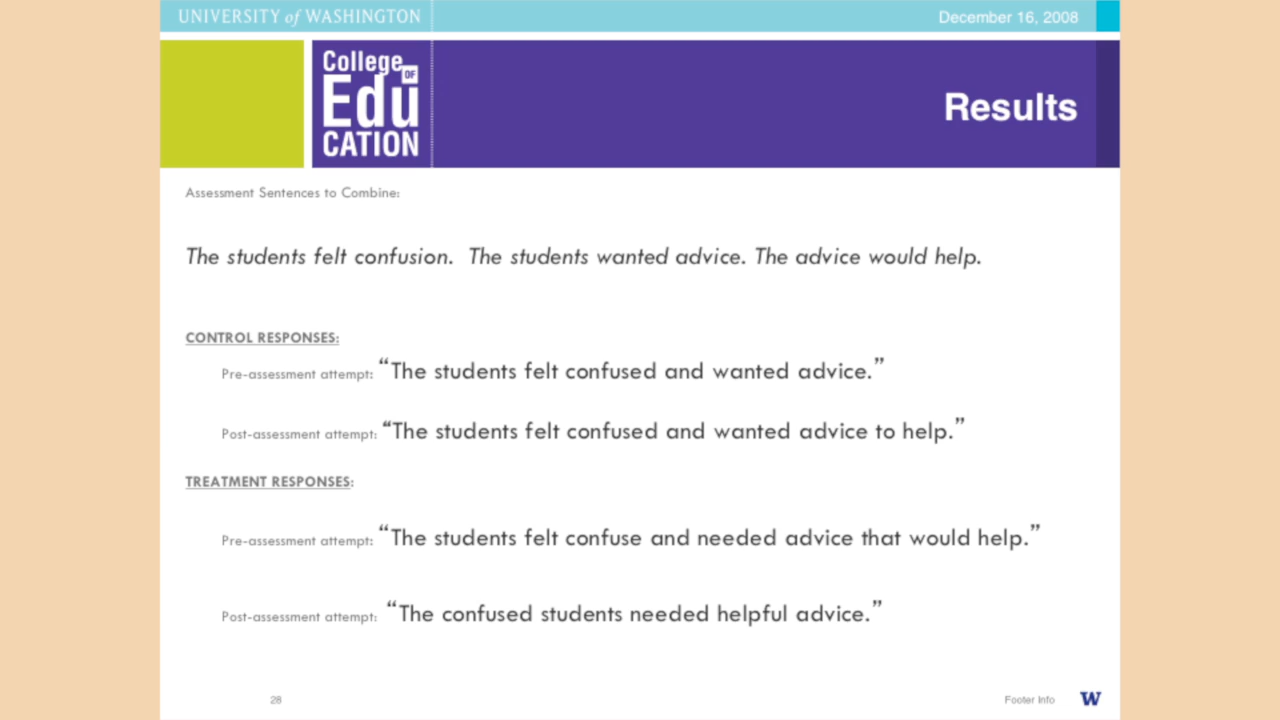 UNIVERSITY of WASHINGTON
December 16, 2008
College
OF
Edu
CATION
Results
Assessment Sentences to Combine:
The students felt confusion.  The students wanted advice. The advice would help.
CONTROL RESPONSES:
Pre-assessment attempt: “The students felt confused and wanted advice.”
Post-assessment attempt: “The students felt confused and wanted advice to help.”
TREATMENT RESPONSES:
Pre-assessment attempt: “The students felt confuse and needed advice that would help.”
Post-assessment attempt: “The confused students needed helpful advice.”
28
Footer Info
W